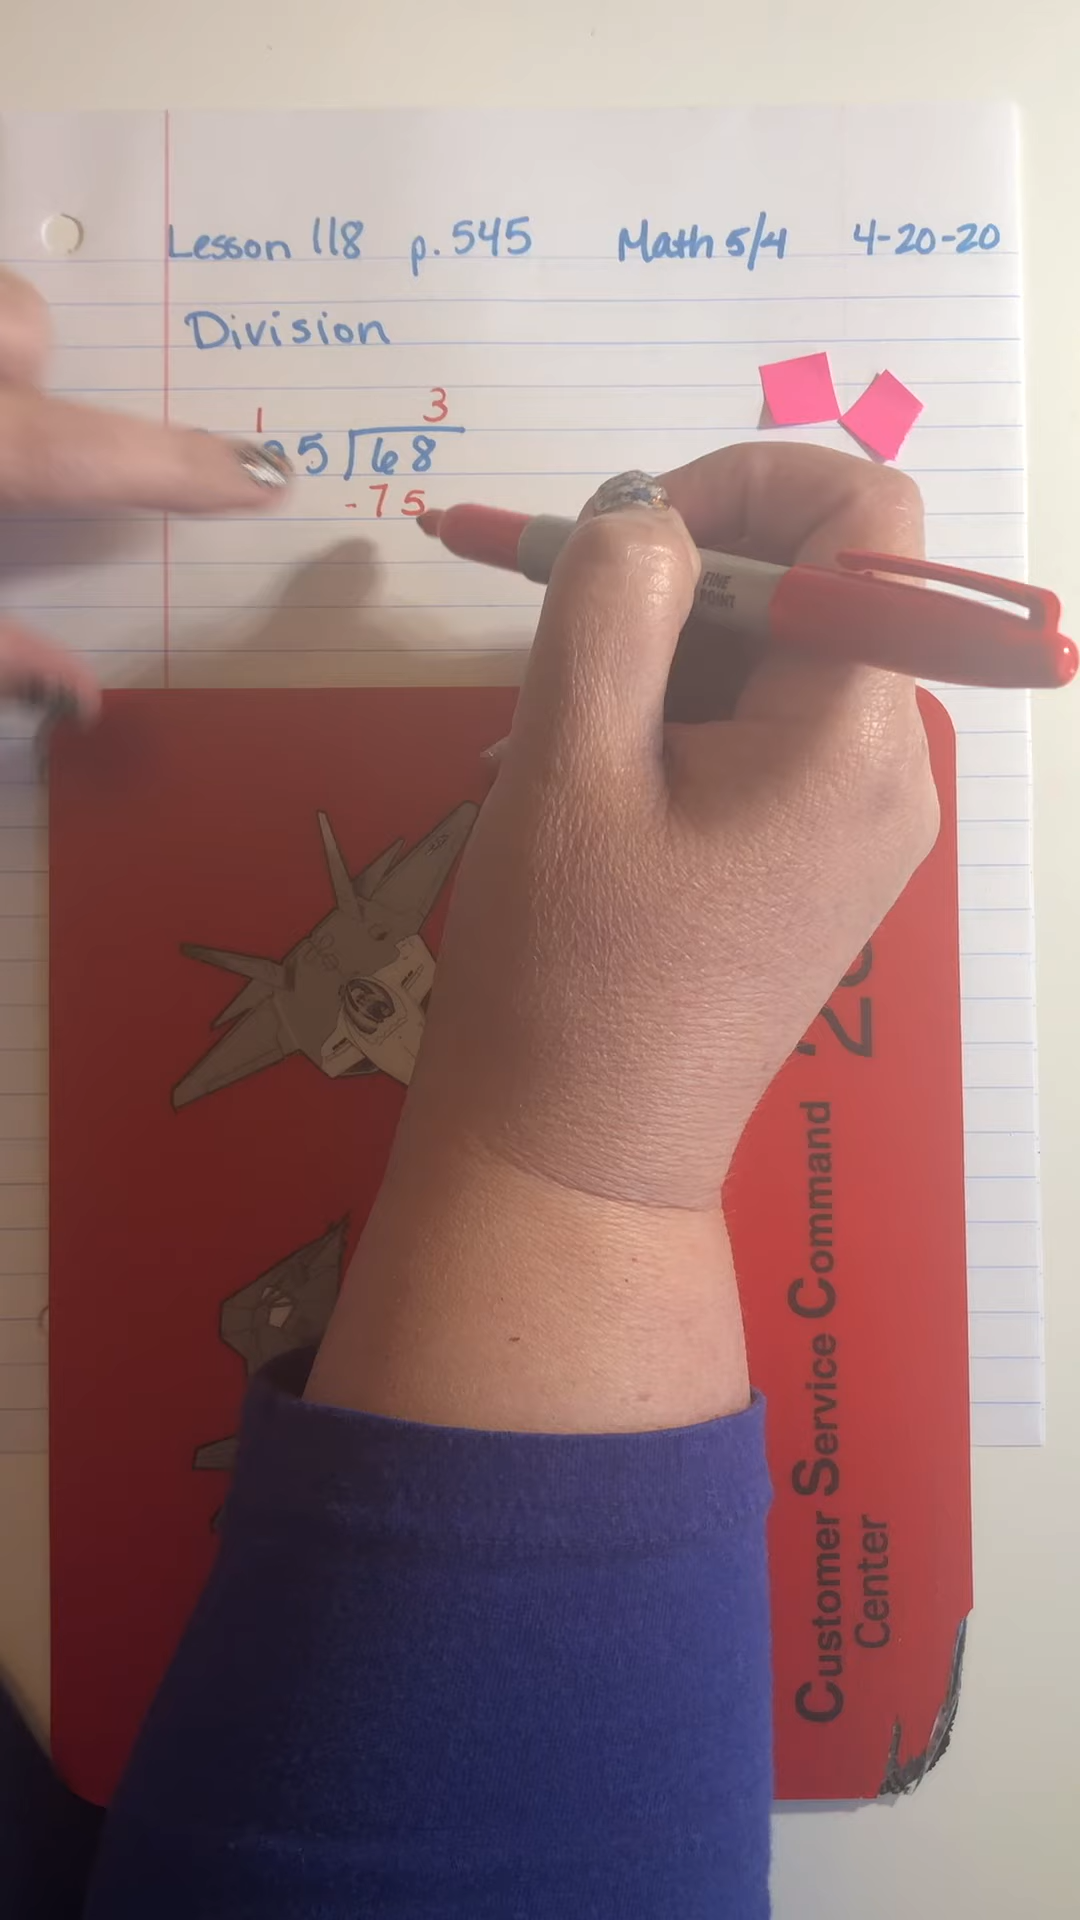 Lesson 118 p. 545 Math 5/4 4-20-20
Division
1 3
5 68
-75
FINE
POINT
Customer Service Command
Center